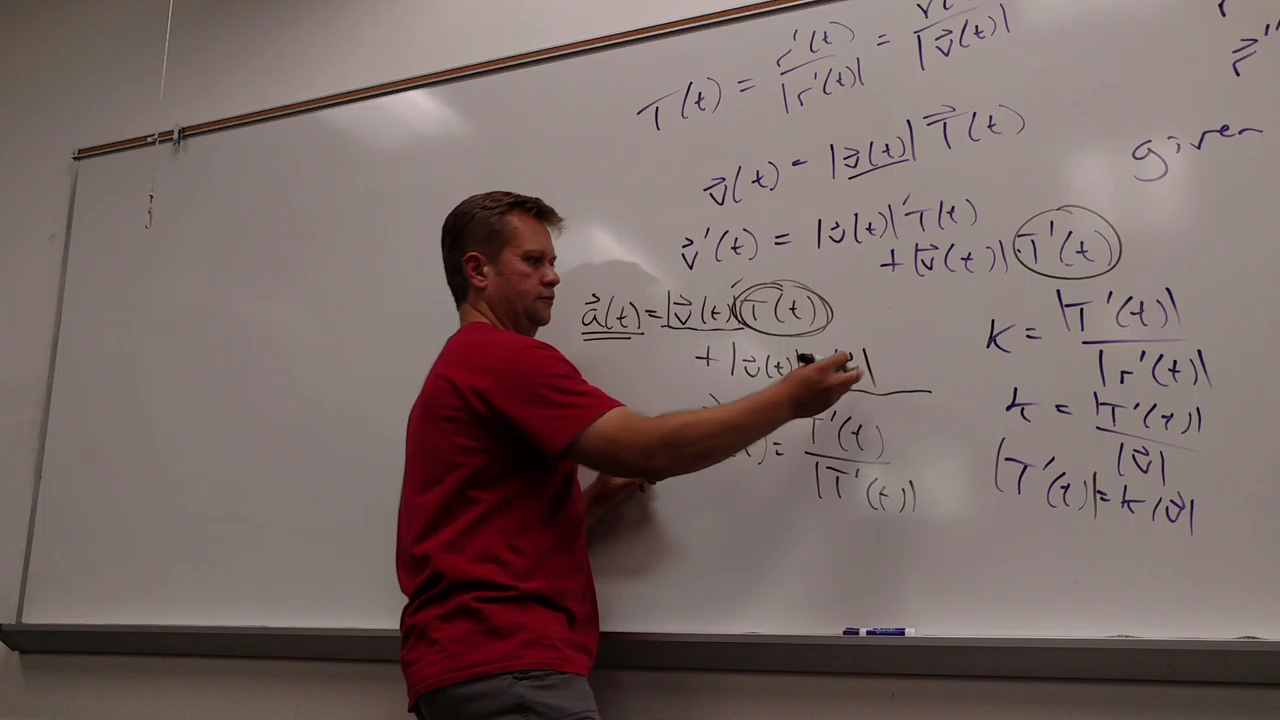 T(t) = r'(t) / |r'(t)| = / |v⃗(t)|
r⃗''
given
v⃗(t) = |v⃗(t)| T⃗(t)
v⃗'(t) = |v⃗(t)|' T(t)
+ |v⃗(t)| T'(t)
a⃗(t) = |v⃗(t)|' T(t)
+ |v⃗(t)|
= T'(t) / |T'(t)|
k = |T'(t)| / |r'(t)|
k = |T'(t)| / |v⃗|
|T'(t)| = k|v⃗|